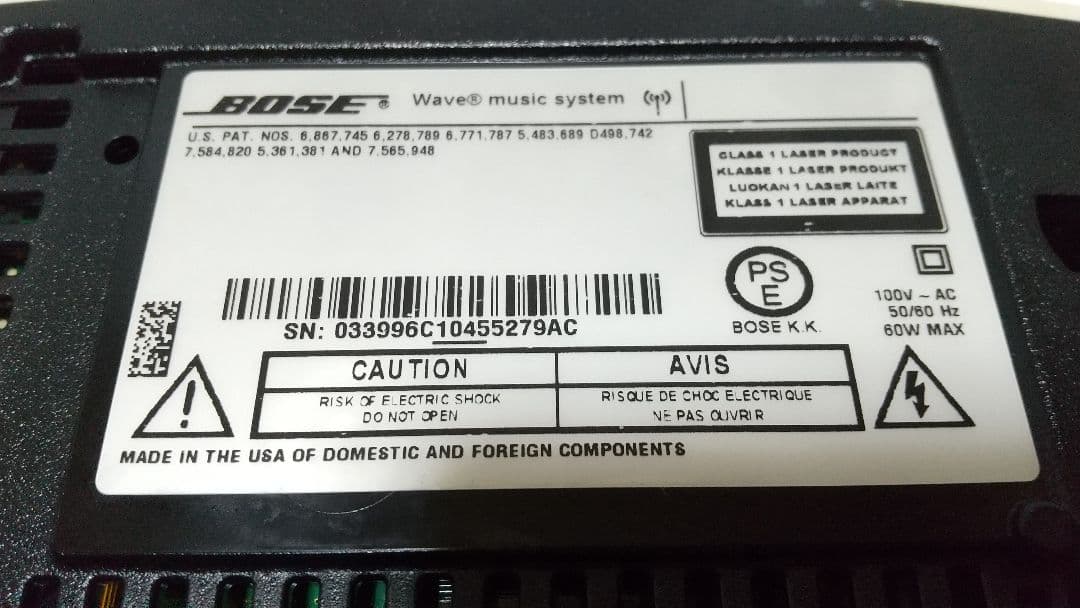 BOSE® Wave® music system
U.S. PAT. NOS. 6,867,745 6,278,789 6,771,787 5,483,689 D498,742
7,584,820 5,361,381 AND 7,565,948
CLASS 1 LASER PRODUCT
KLASSE 1 LASER PRODUKT
LUOKAN 1 LASER LAITE
KLASS 1 LASER APPARAT
PS
E
BOSE K.K.
100V ~ AC
50/60 Hz
60W MAX
SN: 033996C10455279AC
CAUTION
RISK OF ELECTRIC SHOCK
DO NOT OPEN
AVIS
RISQUE DE CHOC ELECTRIQUE
NE PAS OUVRIR
MADE IN THE USA OF DOMESTIC AND FOREIGN COMPONENTS